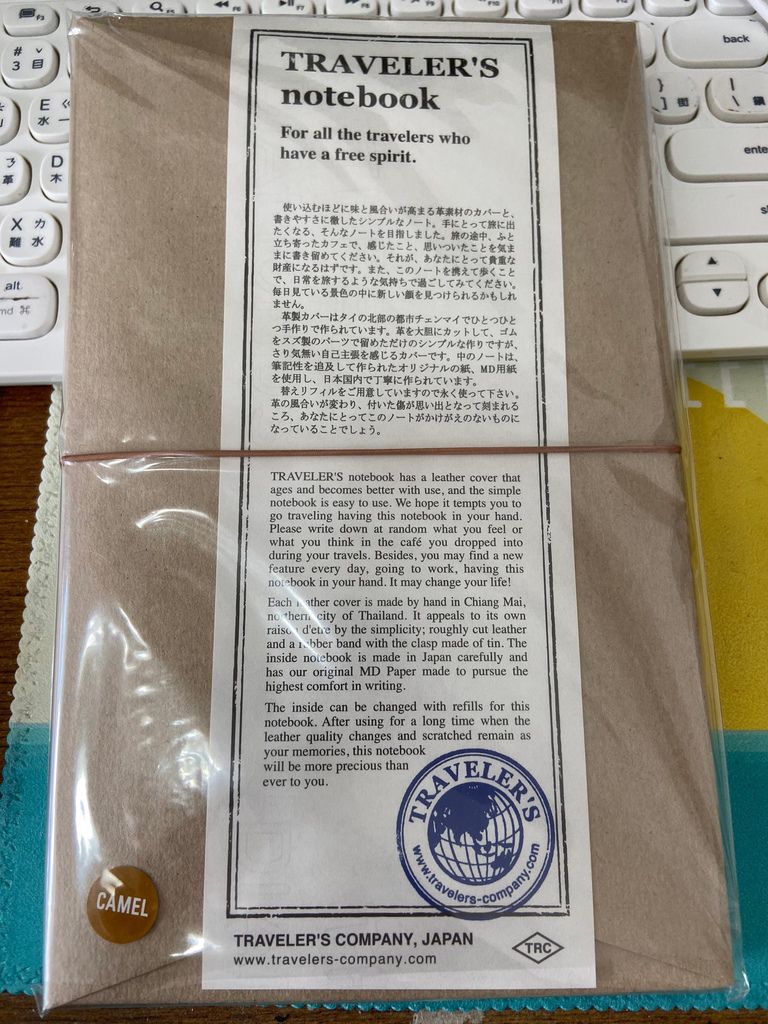 F3
F5
F6
F7
F8
back
#
3
目
E
ㄍ
水
一
ㄋ
革
D
木
X
カ
難
水
alt
⌘
街
|
\
enter
▲
▼
TRAVELER'S
notebook
For all the travelers who
have a free spirit.
使い込むほどに味と風合いが高まる革素材のカバーと、
書きやすさに徹したシンプルなノート。手にとって旅に出
たくなる、そんなノートを目指しました。旅の途中、ふと
立ち寄ったカフェで、感じたこと、思いついたことを気ま
まに書き留めてください。それが、あなたにとって貴重な
財産になるはずです。また、このノートを携えて歩くこと
で、日常を旅するような気持ちで過ごしてみてください。
毎日見ている景色の中に新しい顔を見つけられるかもしれ
ません。
革製カバーはタイの北部の都市チェンマイでひとつひと
つ手作りで作られています。革を大胆にカットして、ゴム
をスズ製のパーツで留めただけのシンプルな作りですが、
さり気無い自己主張を感じるカバーです。中のノートは、
筆記性を追及して作られたオリジナルの紙、MD用紙
を使用し、日本国内で丁寧に作られています。
替えリフィルをご用意していますので永く使って下さい。
革の風合いが変わり、付いた傷が思い出となって刻まれる
ころ、あなたにとってこのノートがかけがえのないものに
なっていることでしょう。
TRAVELER'S notebook has a leather cover that
ages and becomes better with use, and the simple
notebook is easy to use. We hope it tempts you to
go traveling having this notebook in your hand.
Please write down at random what you feel or
what you think in the café you dropped into
during your travels. Besides, you may find a new
feature every day, going to work, having this
notebook in your hand. It may change your life!
Each leather cover is made by hand in Chiang Mai,
northern city of Thailand. It appeals to its own
raison d'etre by the simplicity; roughly cut leather
and a rubber band with the clasp made of tin. The
inside notebook is made in Japan carefully and
has our original MD Paper made to pursue the
highest comfort in writing.
The inside can be changed with refills for this
notebook. After using for a long time when the
leather quality changes and scratched remain as
your memories, this notebook
will be more precious than
ever to you.
TRAVELER'S
www.travelers-company.com
CAMEL
TRAVELER'S COMPANY, JAPAN
www.travelers-company.com
TRC